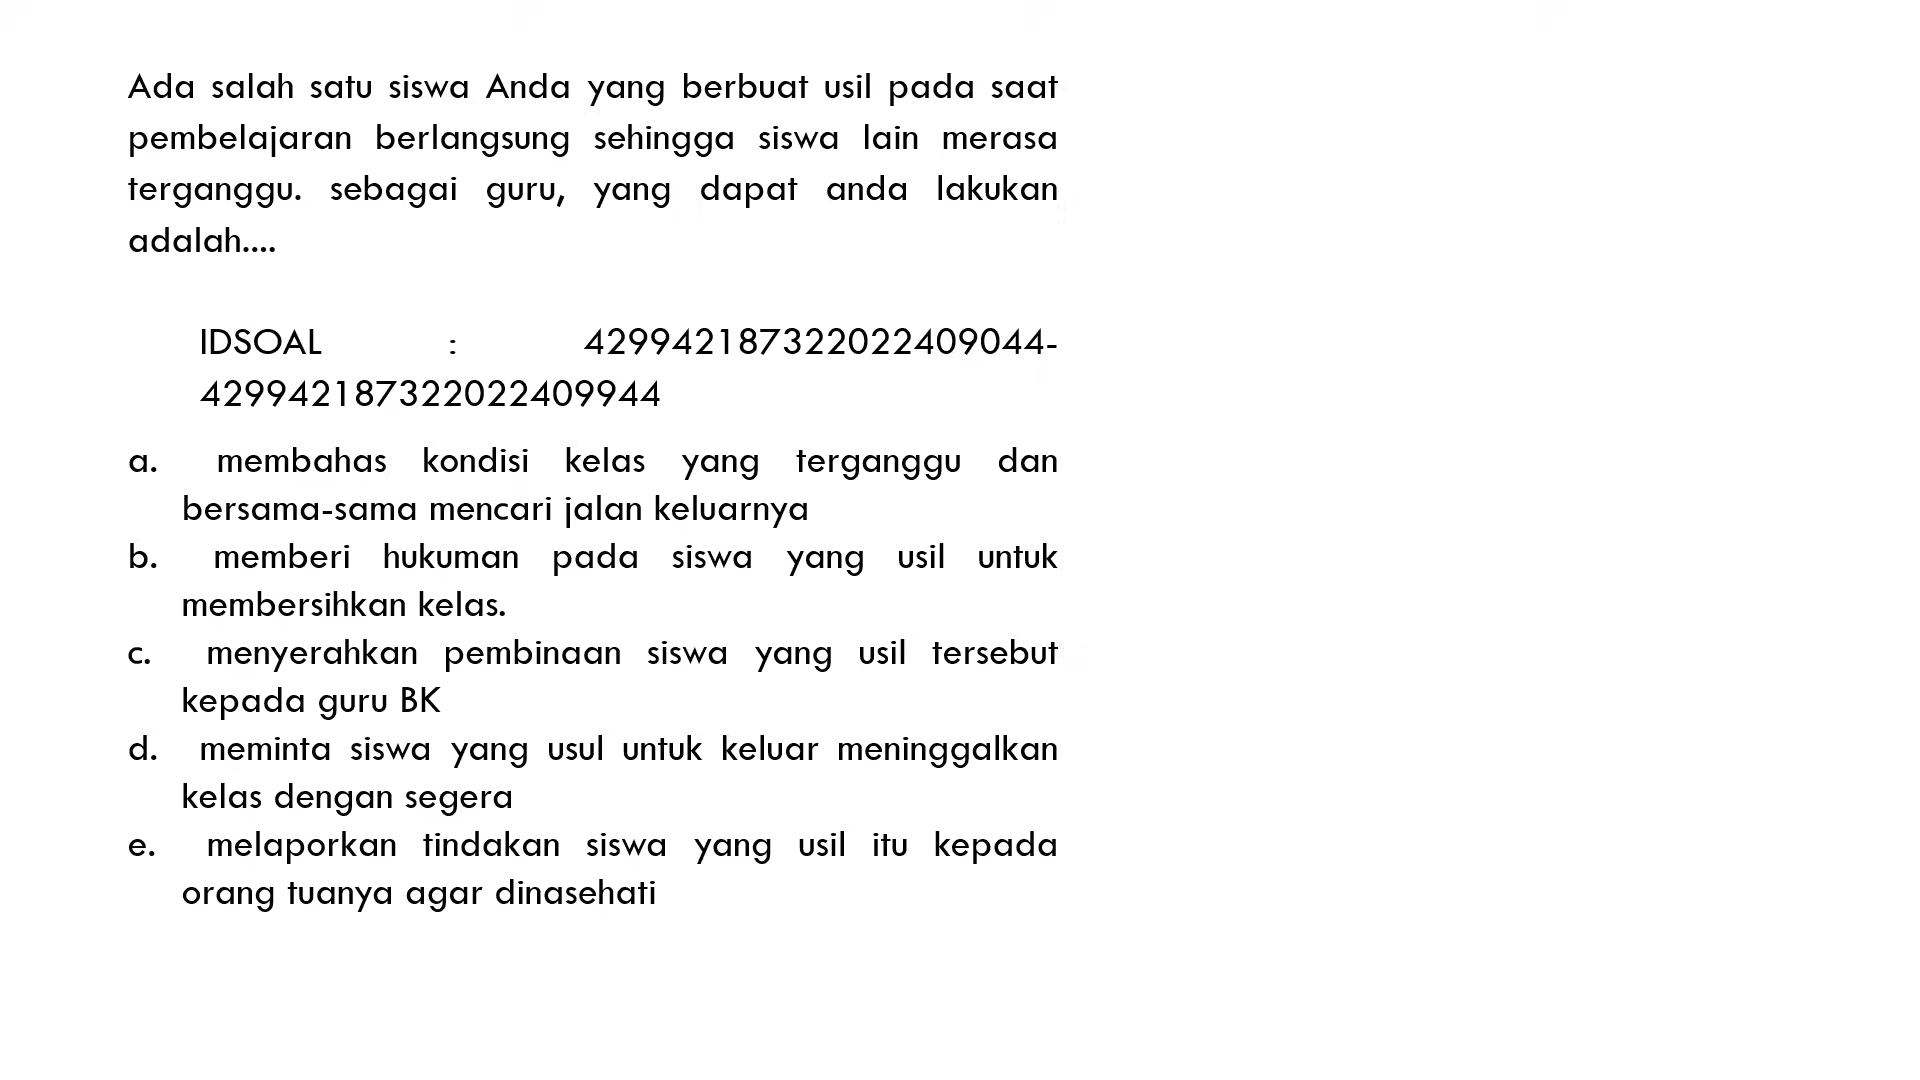 Ada salah satu siswa Anda yang berbuat usil pada saat
pembelajaran berlangsung sehingga siswa lain merasa
terganggu. sebagai guru, yang dapat anda lakukan
adalah....
IDSOAL : 429942187322022409044-
429942187322022409944
a. membahas kondisi kelas yang terganggu dan
bersama-sama mencari jalan keluarnya
b. memberi hukuman pada siswa yang usil untuk
membersihkan kelas.
c. menyerahkan pembinaan siswa yang usil tersebut
kepada guru BK
d. meminta siswa yang usul untuk keluar meninggalkan
kelas dengan segera
e. melaporkan tindakan siswa yang usil itu kepada
orang tuanya agar dinasehati